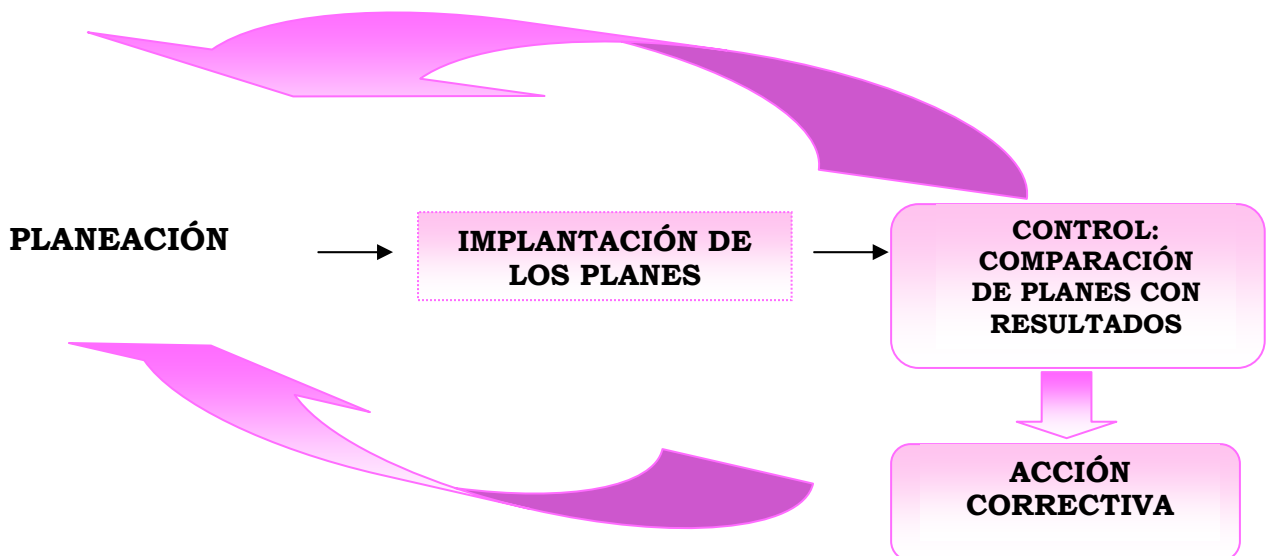 PLANEACIÓN
IMPLANTACIÓN DE
LOS PLANES
CONTROL:
COMPARACIÓN
DE PLANES CON
RESULTADOS
ACCIÓN
CORRECTIVA